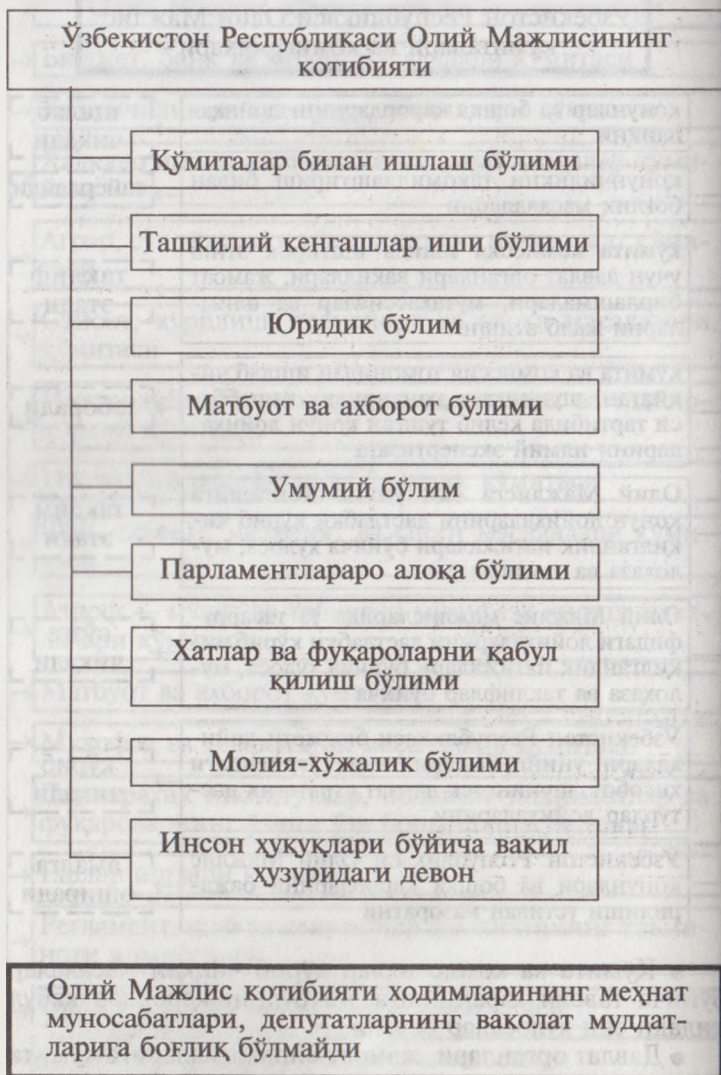 Ўзбекистон Республикаси Олий Мажлисининг
котибияти
Қўмиталар билан ишлаш бўлими
Ташкилий кенгашлар иши бўлими
Юридик бўлим
Матбуот ва ахборот бўлими
Умумий бўлим
Парламентлараро алоқа бўлими
Хатлар ва фуқароларни қабул
қилиш бўлими
Молия-хўжалик бўлими
Инсон ҳуқуқлари бўйича вакил
ҳузуридаги девон
Олий Мажлис котибияти ходимларининг меҳнат
муносабатлари, депутатларнинг ваколат муддат-
ларига боғлиқ бўлмайди